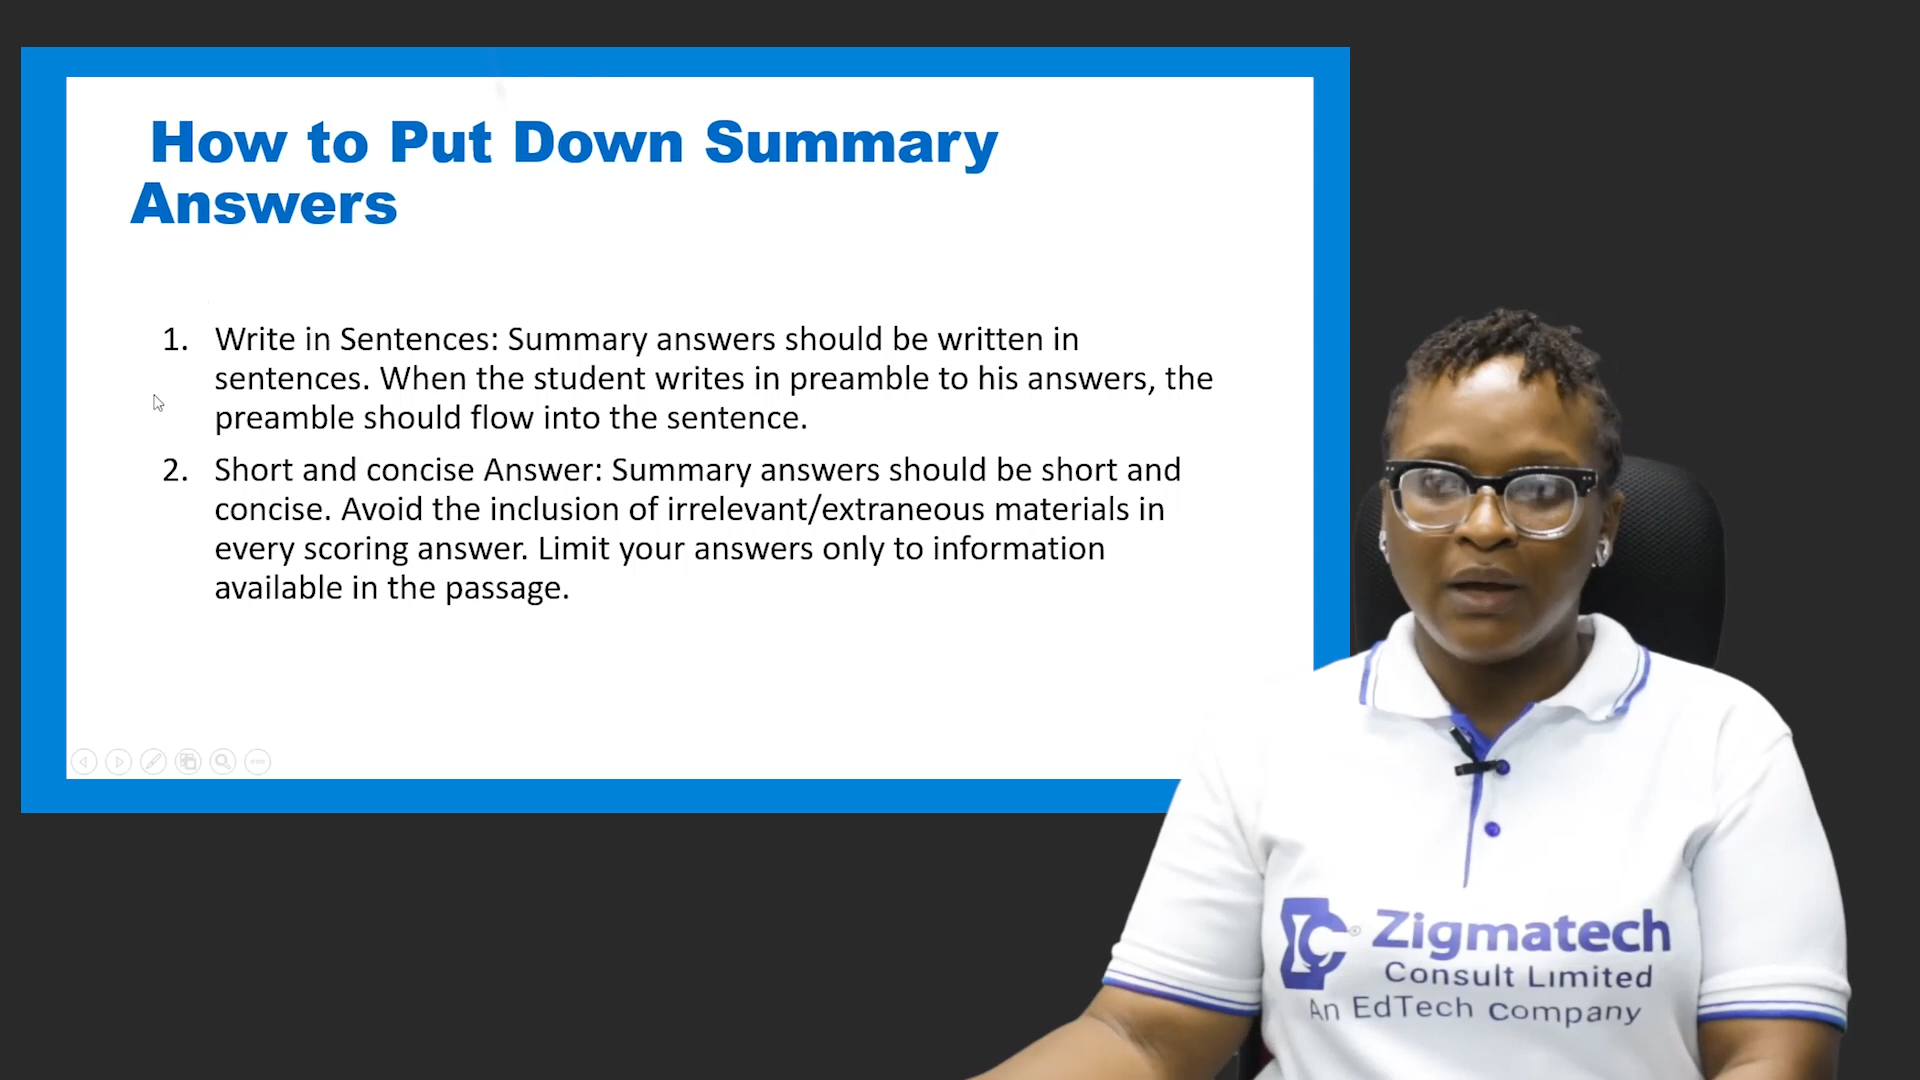 How to Put Down Summary
Answers
1. Write in Sentences: Summary answers should be written in
sentences. When the student writes in preamble to his answers, the
preamble should flow into the sentence.
2. Short and concise Answer: Summary answers should be short and
concise. Avoid the inclusion of irrelevant/extraneous materials in
every scoring answer. Limit your answers only to information
available in the passage.
Zigmatech
Consult Limited
An EdTech Company